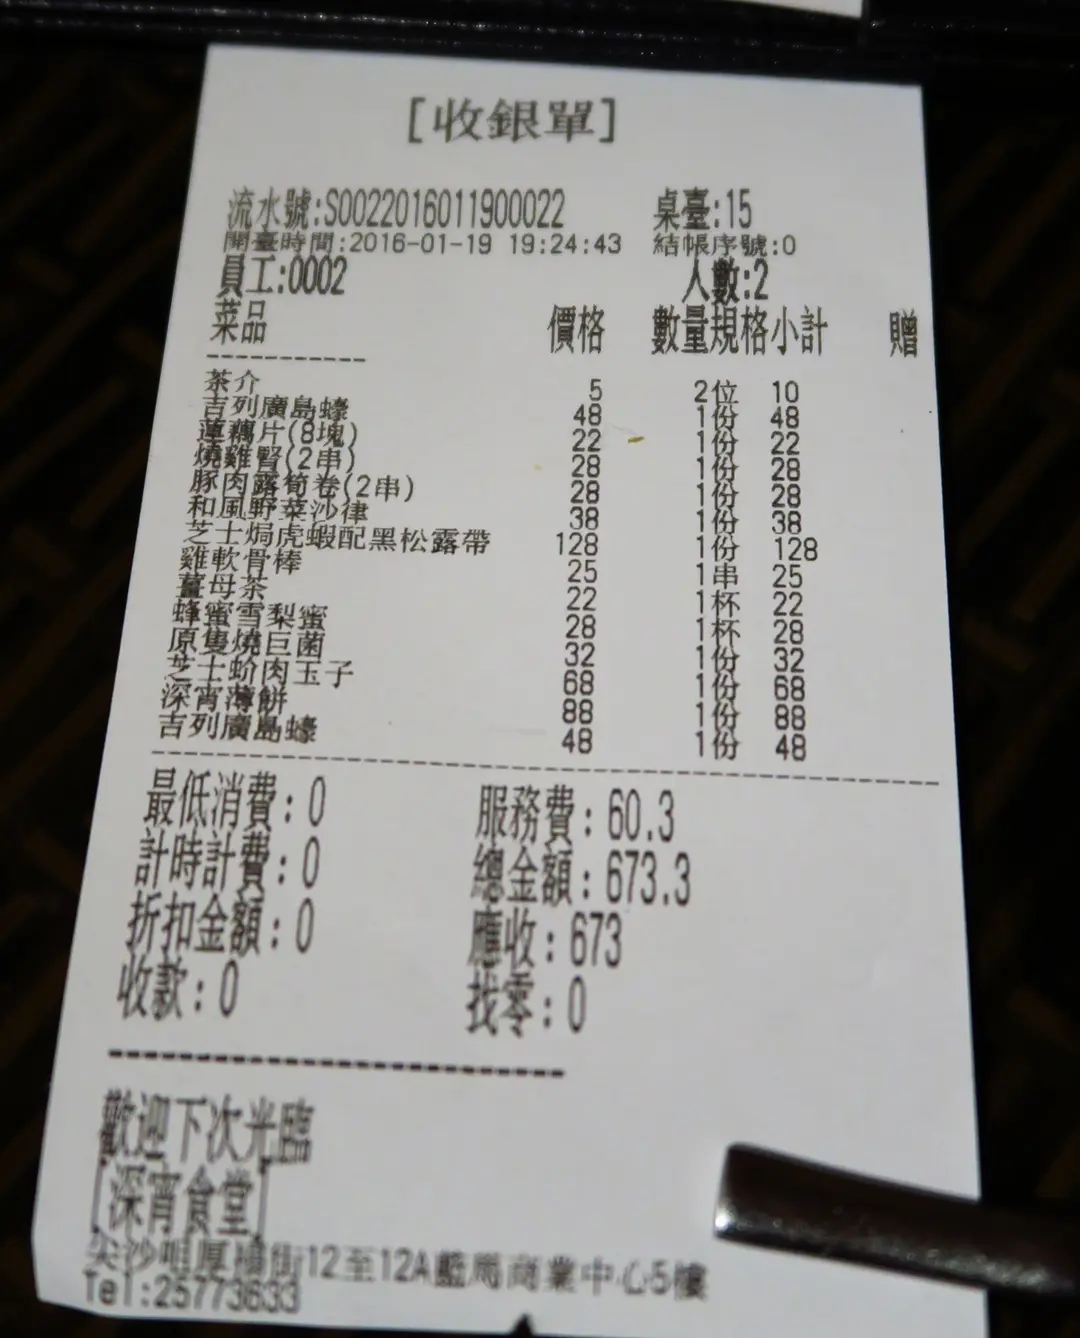 [收銀單]
流水號:S0022016011900022 桌臺:15
開臺時間:2016-01-19 19:24:43 結帳序號:0
員工:0002 人數:2
菜品 價格 數量規格小計 贈
茶介 5 2位 10
吉列廣島蠔 48 1份 48
蓮藕片(8塊) 22 1份 22
燒雞腎(2串) 28 1份 28
豚肉露筍卷(2串) 28 1份 28
和風野菜沙律 38 1份 38
芝士焗虎蝦配黑松露帶 128 1份 128
雞軟骨棒 25 1串 25
薑母茶 22 1杯 22
蜂蜜雪梨蜜 28 1杯 28
原隻燒巨菌 32 1份 32
芝士蚧肉玉子 68 1份 68
深宵薄餅 88 1份 88
吉列廣島蠔 48 1份 48
最低消費:0 服務費:60.3
計時計費:0 總金額:673.3
折扣金額:0 應收:673
收款:0 找零:0
歡迎下次光臨
[深宵食堂]
尖沙咀厚福街12至12A藍馬商業中心5樓
Tel:25773633